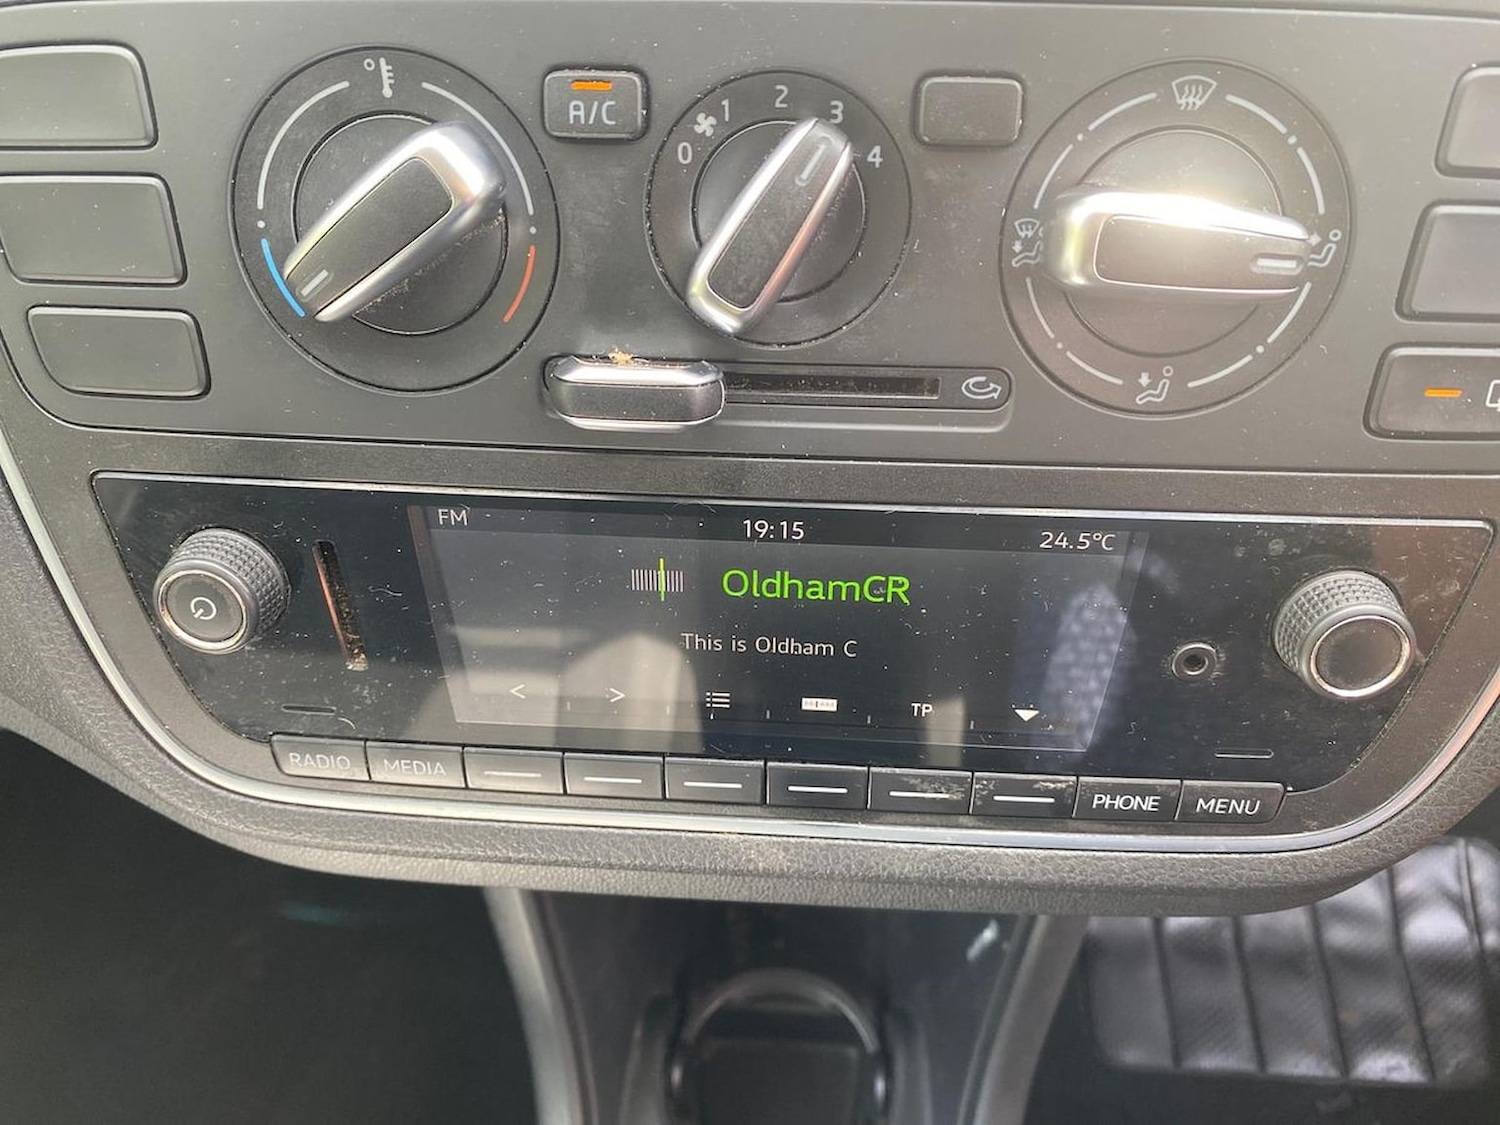 A/C
0 1 2 3 4
FM 19:15 24.5°C
OldhamCR
This is Oldham C
< > TP
RADIO MEDIA PHONE MENU